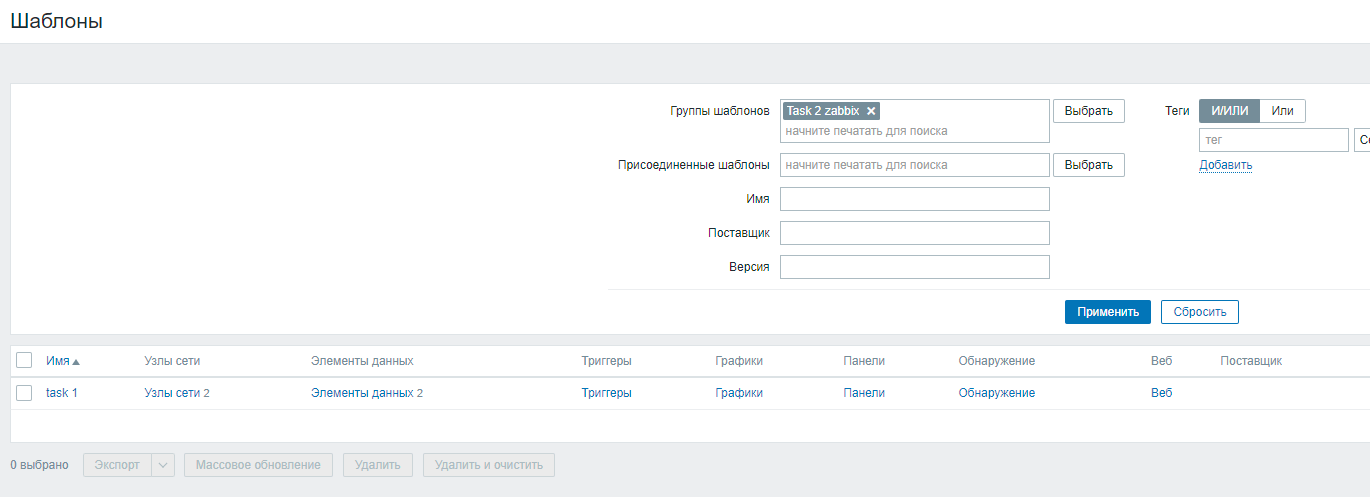 Шаблоны
Группы шаблонов Task 2 zabbix Выбрать Теги И/ИЛИ Или
начните печатать для поиска
тег
Присоединенные шаблоны начните печатать для поиска Выбрать Добавить
Имя
Поставщик
Версия
Применить Сбросить
Имя Узлы сети Элементы данных Триггеры Графики Панели Обнаружение Веб Поставщик
task 1 Узлы сети 2 Элементы данных 2 Триггеры Графики Панели Обнаружение Веб
0 выбрано Экспорт Массовое обновление Удалить Удалить и очистить